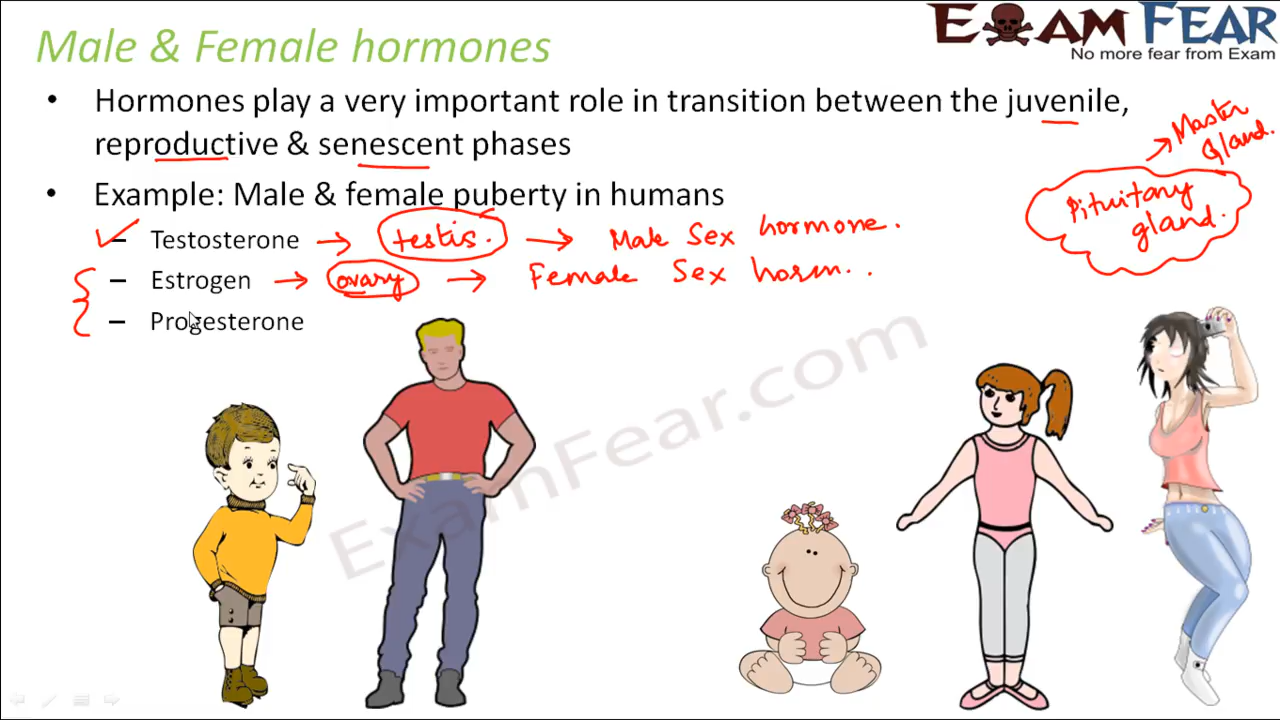 Male & Female hormones
EXAM FEAR
No more fear from Exam
• Hormones play a very important role in transition between the juvenile,
reproductive & senescent phases
Master
Gland.
• Example: Male & female puberty in humans
Pituitary
gland.
– Testosterone → testis. → Male Sex hormone.
– Estrogen → ovary → Female Sex horm..
– Progesterone
ExamFear.com